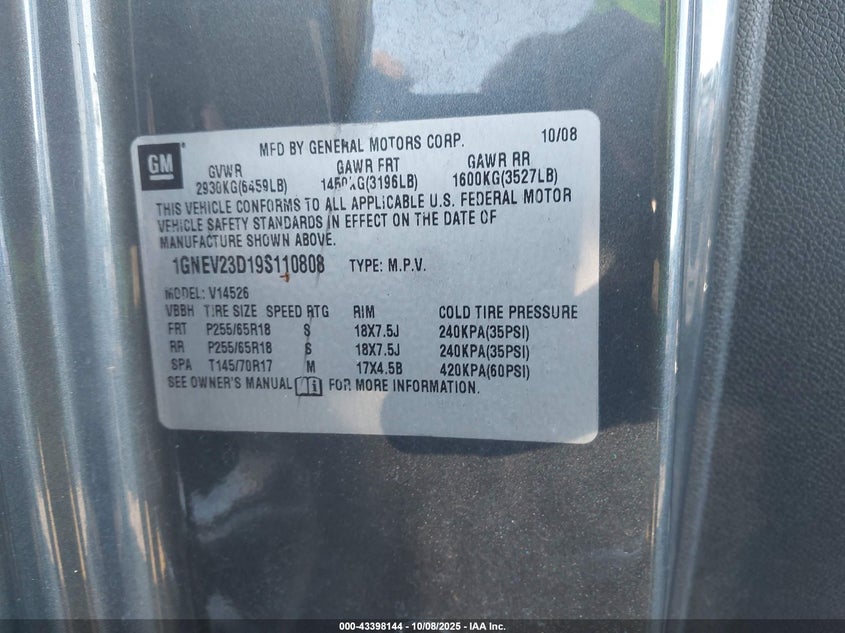 GM
MFD BY GENERAL MOTORS CORP. 10/08
GVWR GAWR FRT GAWR RR
2930KG(6459LB) 1450KG(3196LB) 1600KG(3527LB)
THIS VEHICLE CONFORMS TO ALL APPLICABLE U.S. FEDERAL MOTOR
VEHICLE SAFETY STANDARDS IN EFFECT ON THE DATE OF
MANUFACTURE SHOWN ABOVE.
1GNEV23D19S110808 TYPE: M.P.V.
MODEL: V14526
VBBH TIRE SIZE SPEED RTG RIM COLD TIRE PRESSURE
FRT P255/65R18 S 18X7.5J 240KPA(35PSI)
RR P255/65R18 S 18X7.5J 240KPA(35PSI)
SPA T145/70R17 M 17X4.5B 420KPA(60PSI)
SEE OWNER'S MANUAL i FOR MORE INFORMATION.
000-43398144 - 10/08/2025 - IAA Inc.